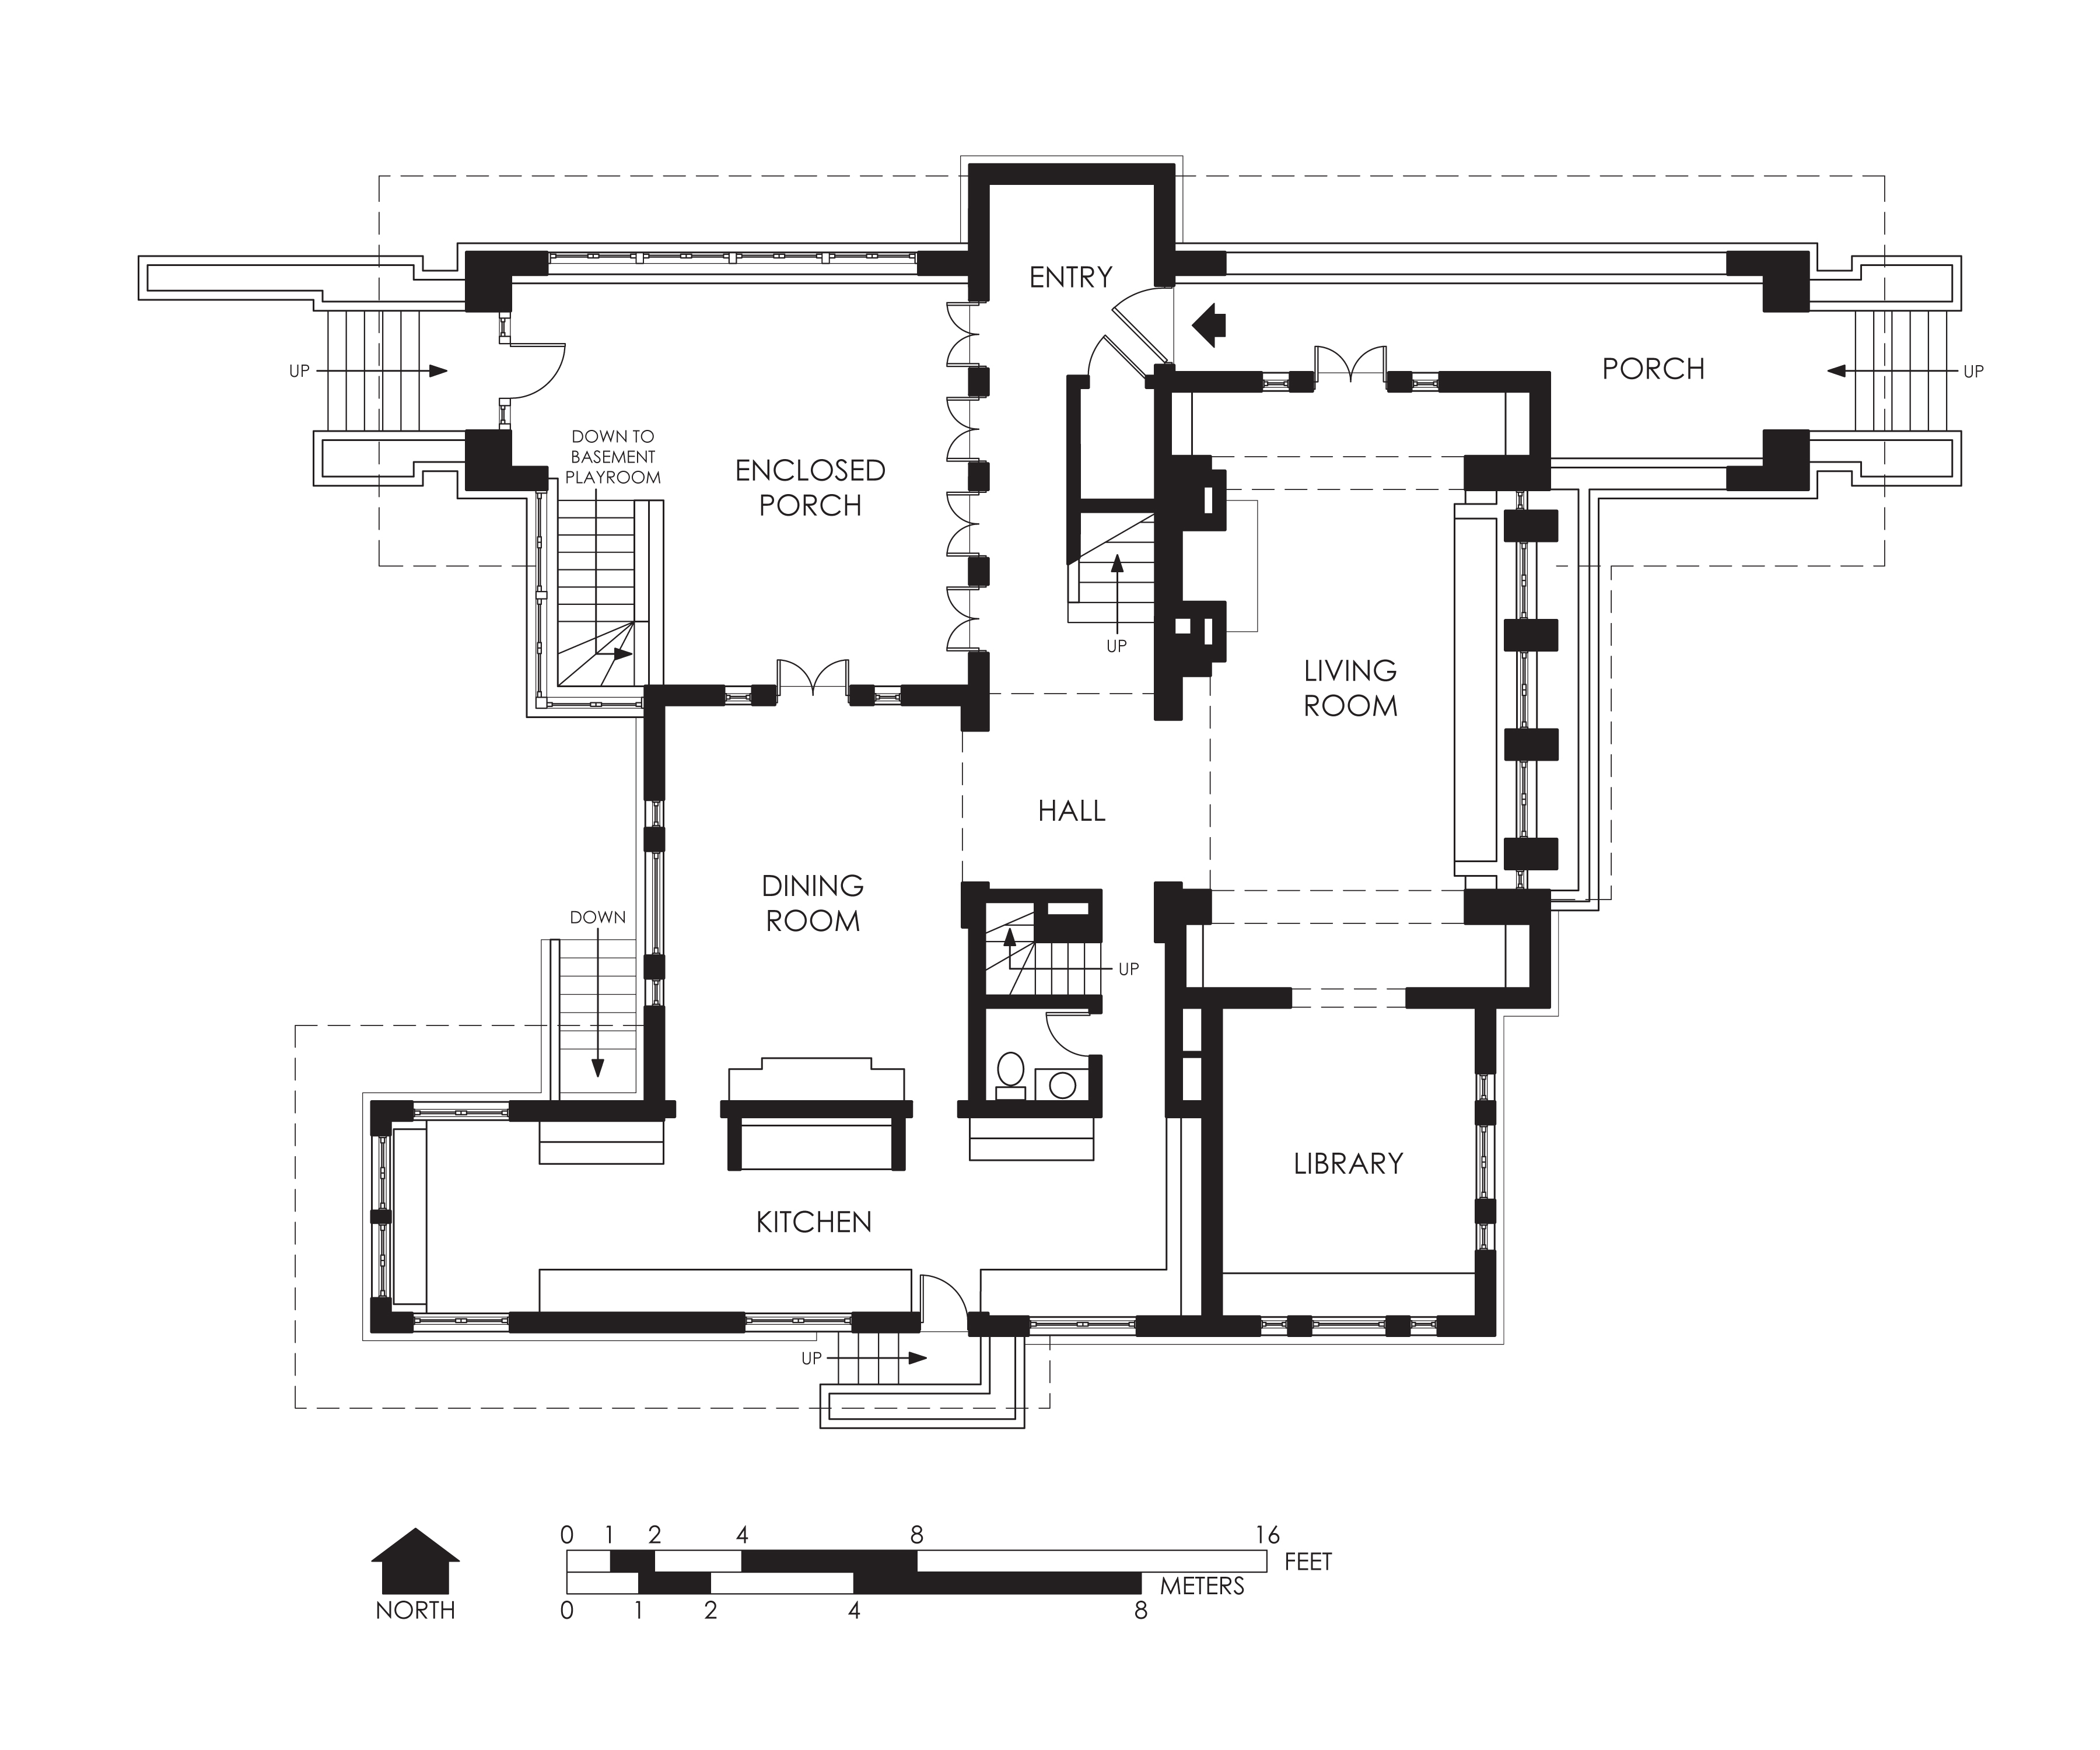 ENTRY
UP
PORCH
UP
DOWN TO
BASEMENT
PLAYROOM
ENCLOSED
PORCH
UP
LIVING
ROOM
HALL
DINING
ROOM
DOWN
UP
LIBRARY
KITCHEN
UP
0 1 2 4 8 16
FEET
METERS
0 1 2 4 8
NORTH